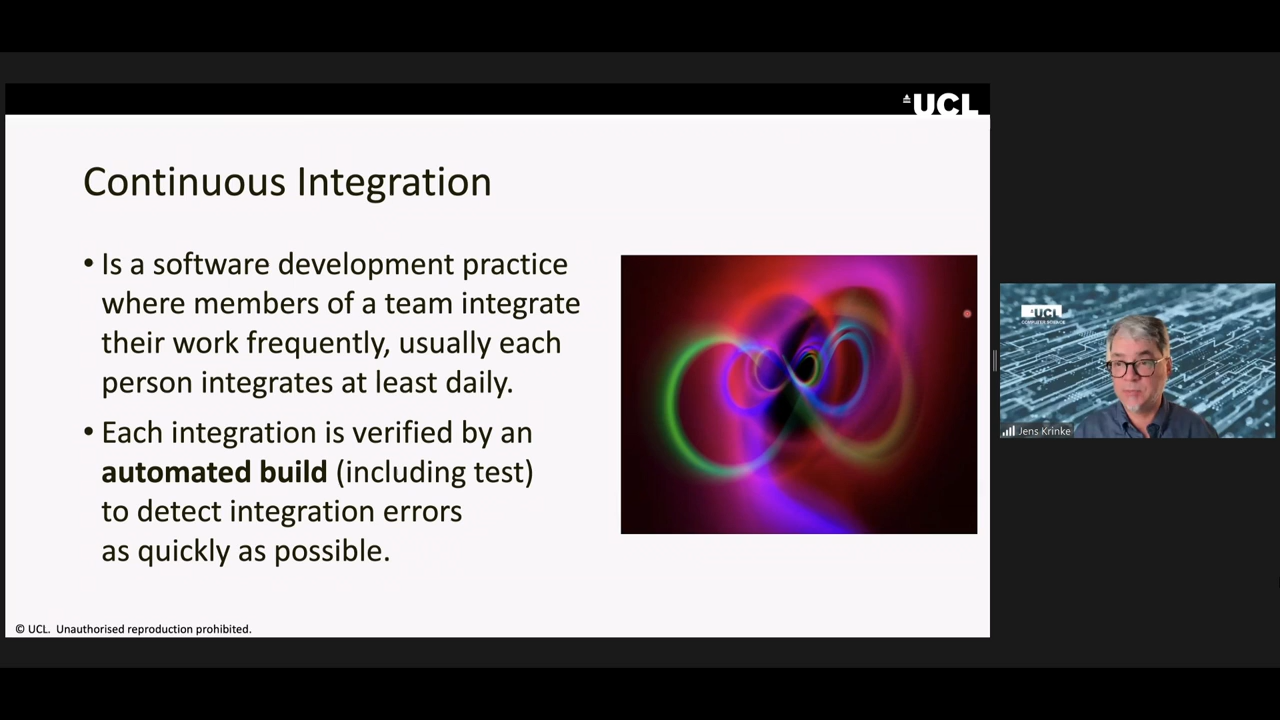 UCL
Continuous Integration
• Is a software development practice
where members of a team integrate
their work frequently, usually each
person integrates at least daily.
• Each integration is verified by an
automated build (including test)
to detect integration errors
as quickly as possible.
© UCL. Unauthorised reproduction prohibited.
UCL
COMPUTER SCIENCE
Jens Krinke